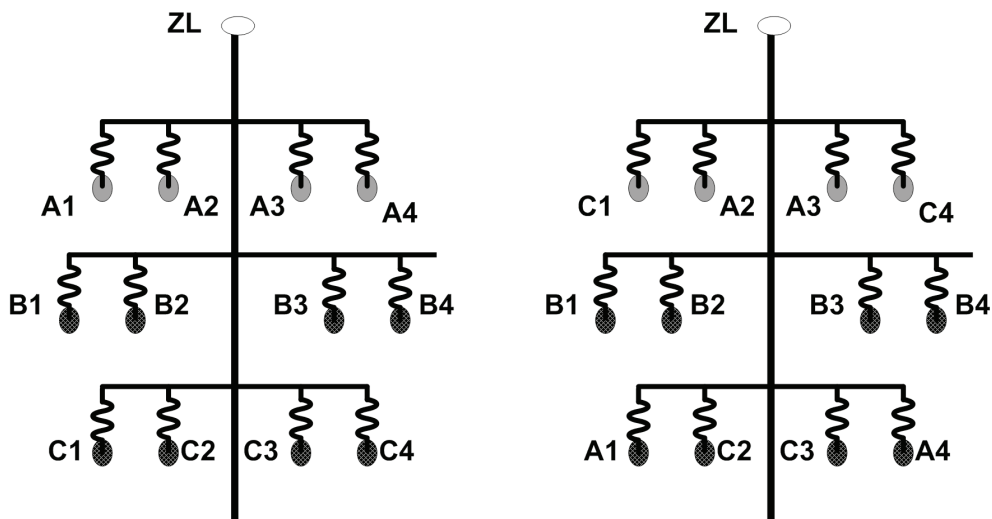 ZL
A1 A2 A3 A4
B1 B2 B3 B4
C1 C2 C3 C4
ZL
C1 A2 A3 C4
B1 B2 B3 B4
A1 C2 C3 A4